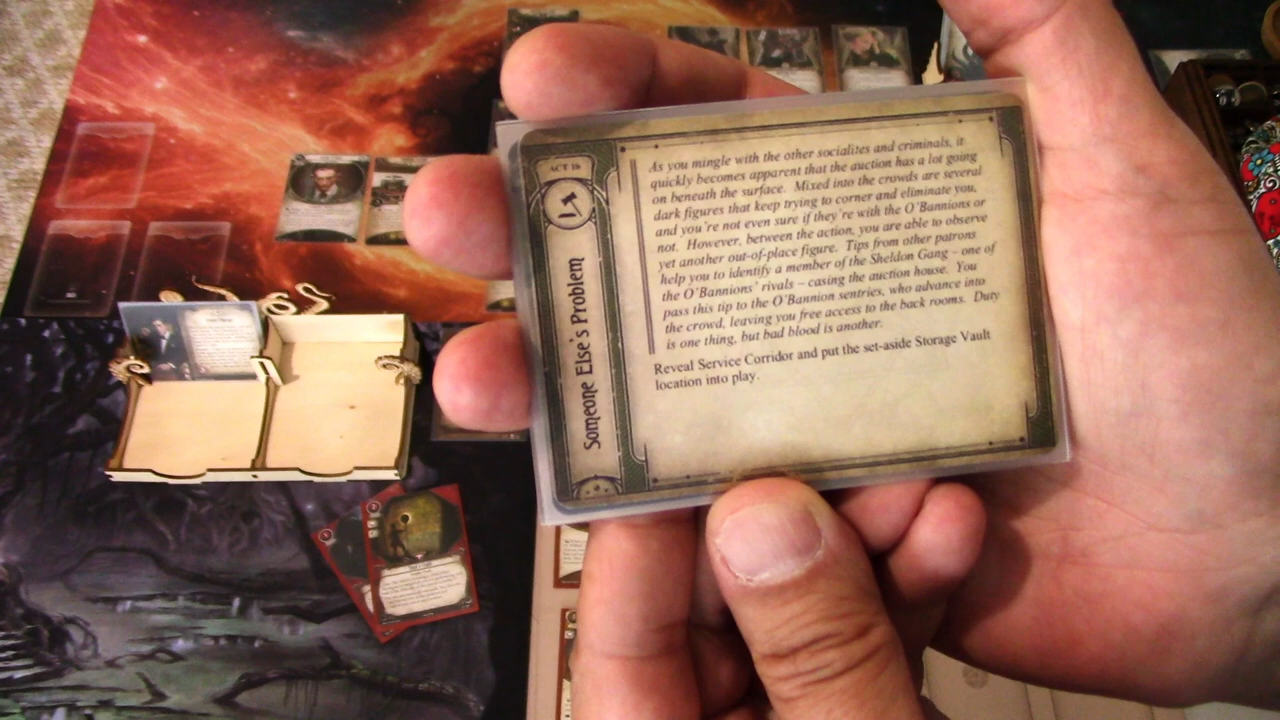 ACT 1b
Someone Else's Problem
As you mingle with the other socialites and criminals, it
quickly becomes apparent that the auction has a lot going
on beneath the surface. Mixed into the crowds are several
dark figures that keep trying to corner and eliminate you,
and you're not even sure if they're with the O'Bannions or
not. However, between the action, you are able to observe
yet another out-of-place figure. Tips from other patrons
help you to identify a member of the Sheldon Gang – one of
the O'Bannions' rivals – casing the auction house. You
pass this tip to the O'Bannion sentries, who advance into
the crowd, leaving you free access to the back rooms. Duty
is one thing, but bad blood is another.
Reveal Service Corridor and put the set-aside Storage Vault
location into play.